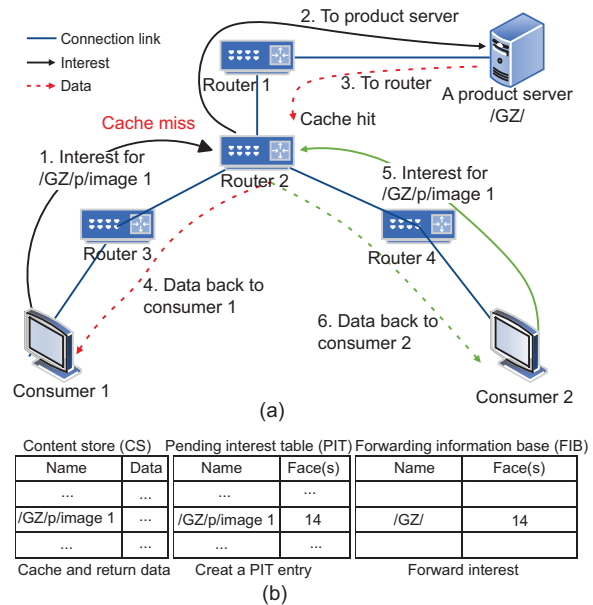 2. To product server
Connection link
Interest
Data
Router 1
3. To router
A product server
/GZ/
Cache miss
Cache hit
1. Interest for
/GZ/p/image 1
Router 2
5. Interest for
/GZ/p/image 1
Router 3
Router 4
4. Data back to
consumer 1
6. Data back to
consumer 2
Consumer 1
Consumer 2
(a)
Content store (CS) Pending interest table (PIT) Forwarding information base (FIB)
Name Data Name Face(s) Name Face(s)
... ... ... ...
/GZ/p/image 1 ... /GZ/p/image 1 14 /GZ/ 14
... ... ... ...
Cache and return data Creat a PIT entry Forward interest
(b)